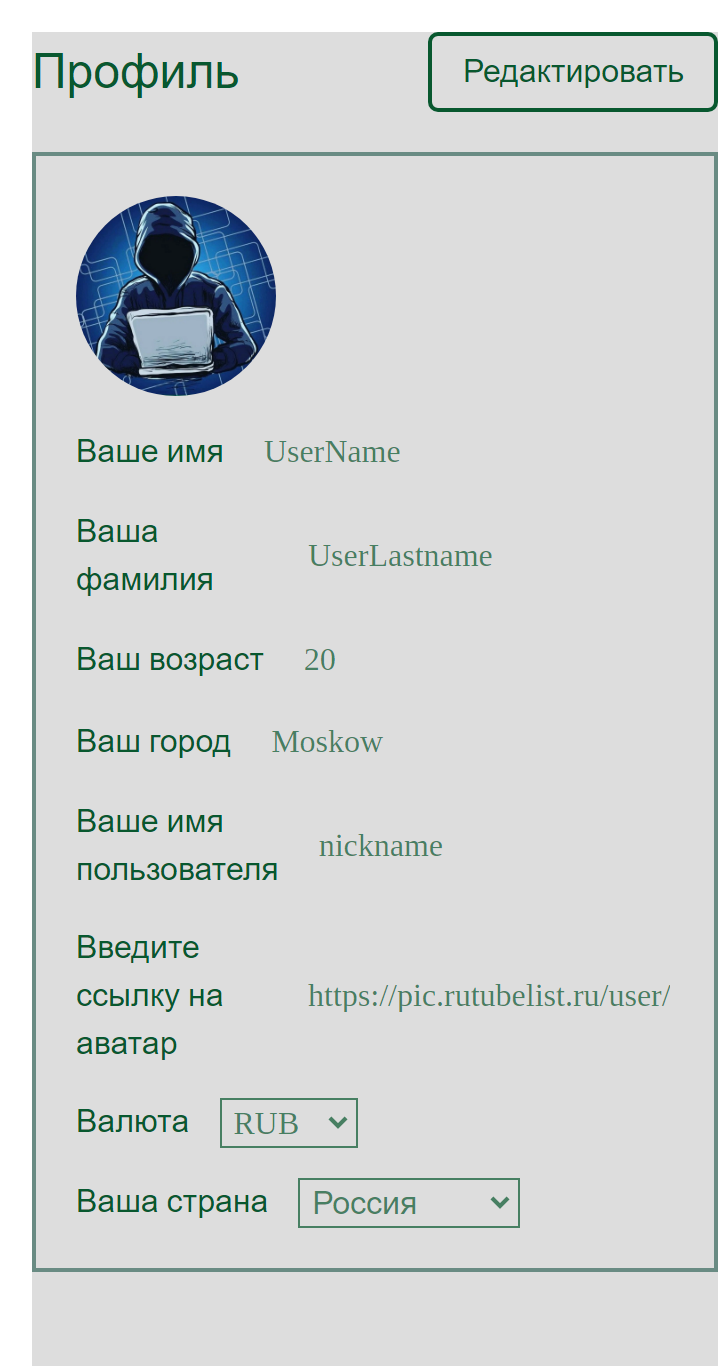 Профиль
Редактировать
Ваше имя UserName
Ваша
фамилия
UserLastname
Ваш возраст 20
Ваш город Moskow
Ваше имя
пользователя
nickname
Введите
ссылку на
аватар
https://pic.rutubelist.ru/user/
Валюта RUB
Ваша страна Россия